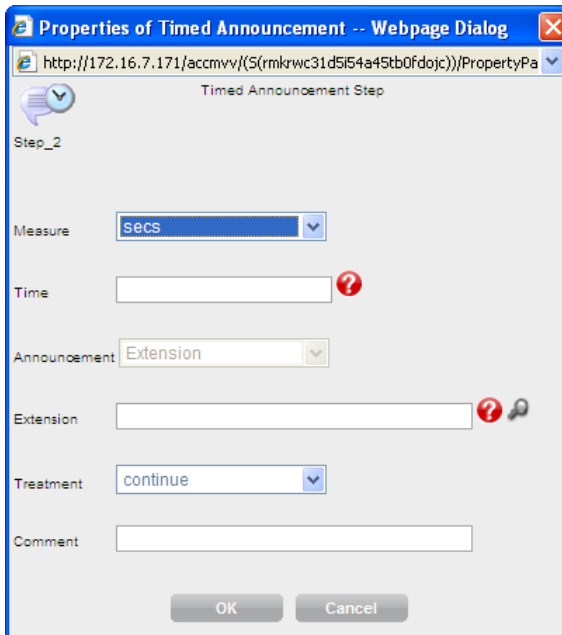 Properties of Timed Announcement -- Webpage Dialog
http://172.16.7.171/accmvv/(S(rmkrwc31d5i54a45tb0fdojc))/PropertyPa
Timed Announcement Step
Step_2
Measure secs
Time ?
Announcement Extension
Extension ?
Treatment continue
Comment
OK Cancel